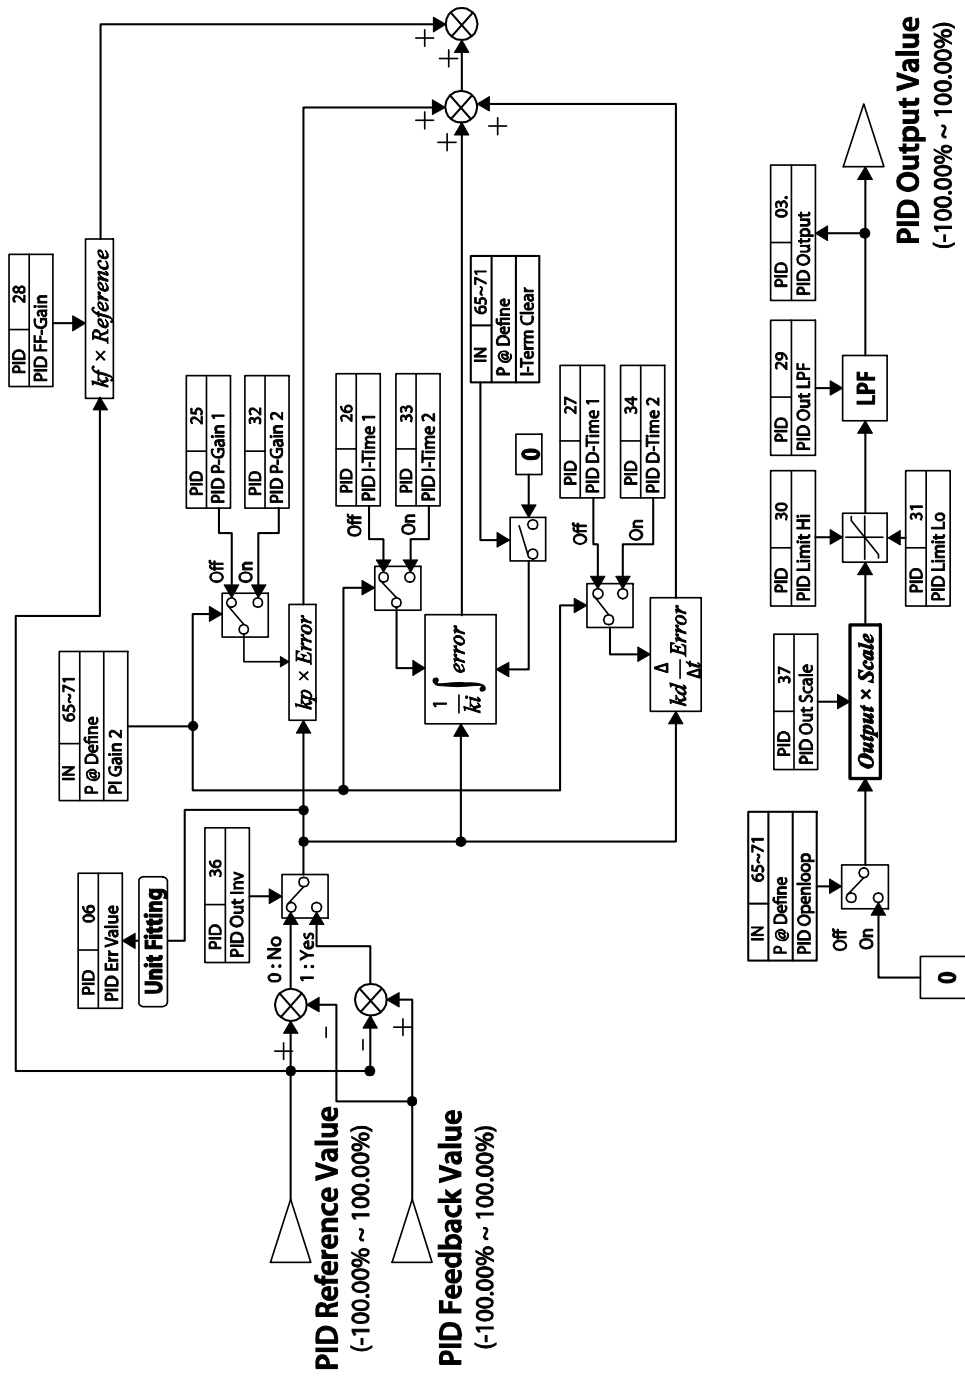 PID Reference Value
(-100.00% ~ 100.00%)
PID Feedback Value
(-100.00% ~ 100.00%)
+
-
-
+
0 : No
1 : Yes
PID 06
PID Err Value
Unit Fitting
PID 36
PID Out Inv
IN 65~71
P @ Define
PI Gain 2
PID 28
PID FF-Gain
kf × Reference
PID 25
PID P-Gain 1
PID 32
PID P-Gain 2
Off
On
kp × Error
PID 26
PID I-Time 1
PID 33
PID I-Time 2
Off
On
1/ki ∫ error
IN 65~71
P @ Define
I-Term Clear
0
PID 27
PID D-Time 1
PID 34
PID D-Time 2
Off
On
kd Δ/Δt Error
+
+
+
+
+
IN 65~71
P @ Define
PID Openloop
Off
On
0
PID 37
PID Out Scale
Output × Scale
PID 30
PID Limit Hi
PID 31
PID Limit Lo
PID 29
PID Out LPF
LPF
PID 03.
PID Output
PID Output Value
(-100.00% ~ 100.00%)